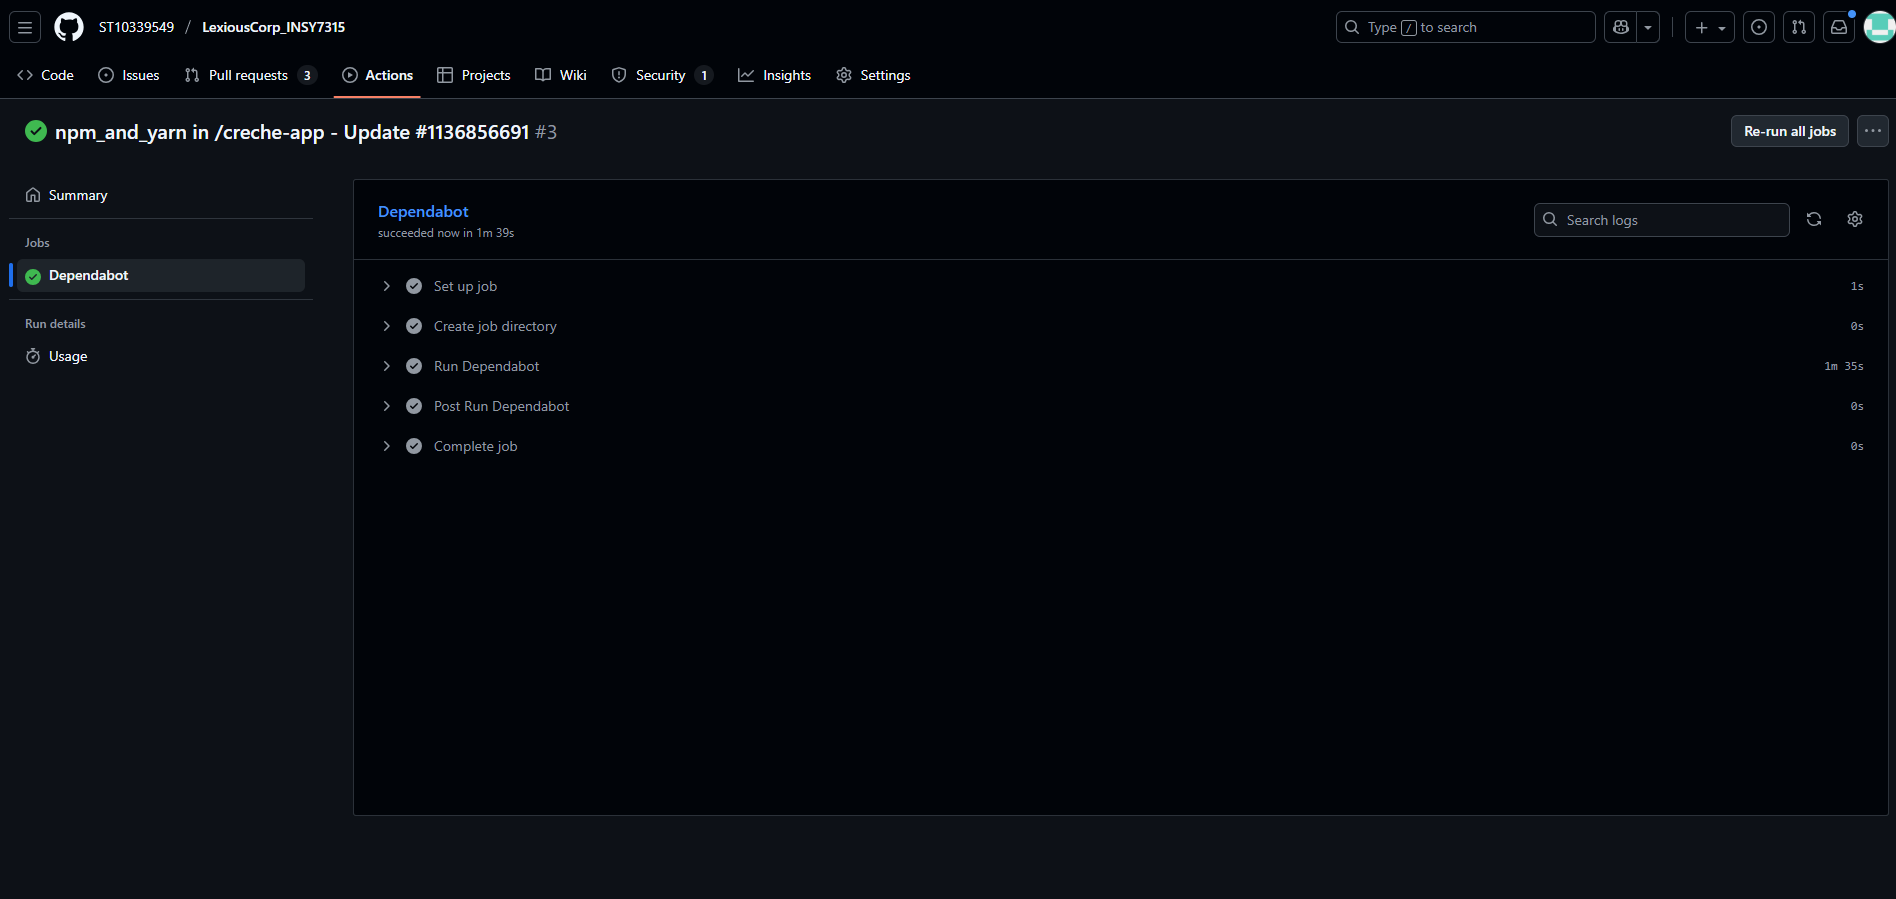 ST10339549 / LexiousCorp_INSY7315
Type / to search
Code
Issues
Pull requests 3
Actions
Projects
Wiki
Security 1
Insights
Settings
npm_and_yarn in /creche-app - Update #1136856691 #3
Re-run all jobs
Summary
Jobs
Dependabot
Run details
Usage
Dependabot
succeeded now in 1m 39s
Search logs
Set up job 1s
Create job directory 0s
Run Dependabot 1m 35s
Post Run Dependabot 0s
Complete job 0s